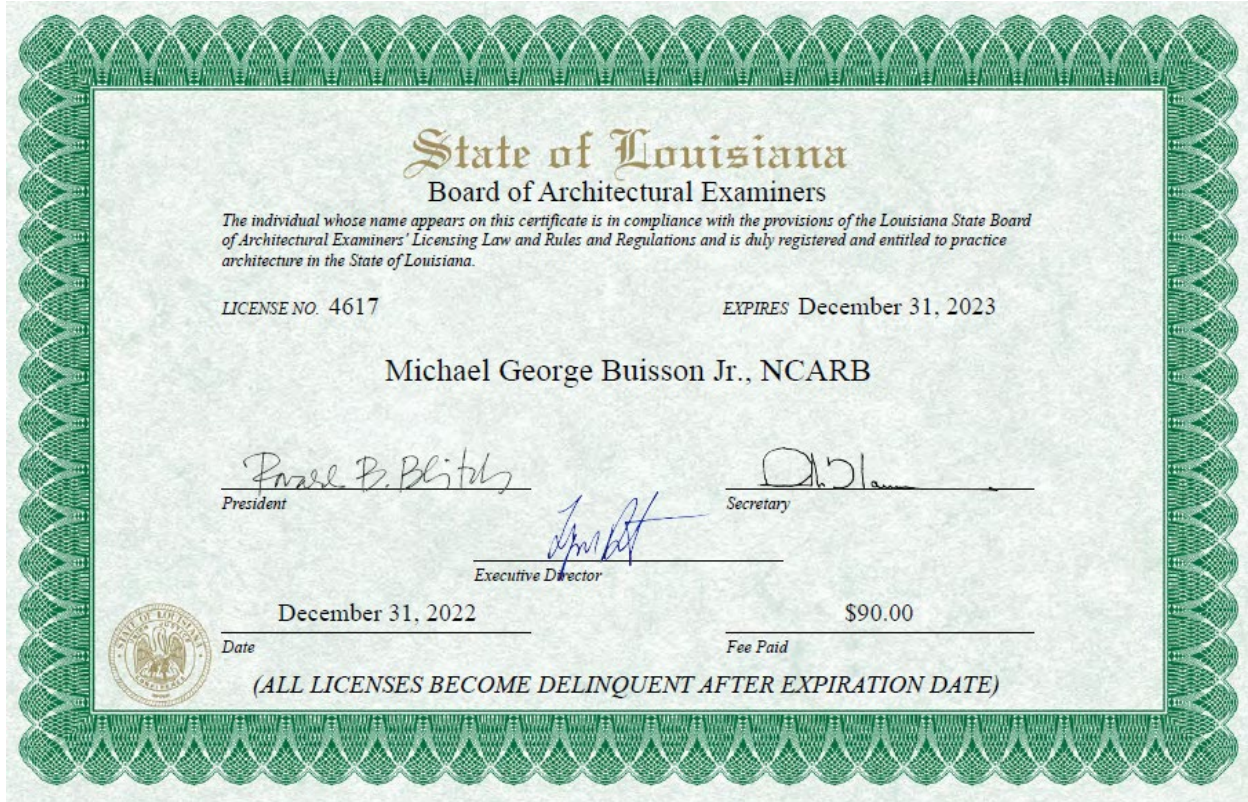 State of Louisiana
Board of Architectural Examiners
The individual whose name appears on this certificate is in compliance with the provisions of the Louisiana State Board
of Architectural Examiners' Licensing Law and Rules and Regulations and is duly registered and entitled to practice
architecture in the State of Louisiana.
LICENSE NO. 4617 EXPIRES December 31, 2023
Michael George Buisson Jr., NCARB
B. Blitch
President Secretary
Executive Director
December 31, 2022 $90.00
Date Fee Paid
STATE OF LOUISIANA
(ALL LICENSES BECOME DELINQUENT AFTER EXPIRATION DATE)